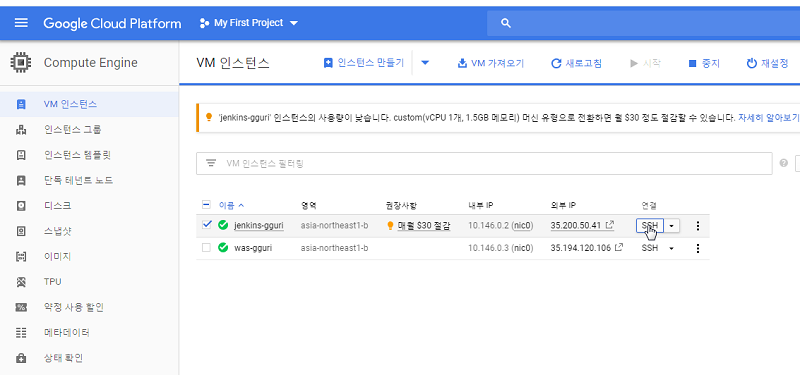 Google Cloud Platform My First Project
Compute Engine
VM 인스턴스 인스턴스 만들기 VM 가져오기 새로고침 시작 중지 재설정
VM 인스턴스
인스턴스 그룹
인스턴스 템플릿
단독 테넌트 노드
디스크
스냅샷
이미지
TPU
약정 사용 할인
메타데이터
상태 확인
'jenkins-gguri' 인스턴스의 사용량이 낮습니다. custom(vCPU 1개, 1.5GB 메모리) 머신 유형으로 전환하면 월 $30 정도 절감할 수 있습니다. 자세히 알아보기
VM 인스턴스 필터링
이름 영역 권장사항 내부 IP 외부 IP 연결
jenkins-gguri asia-northeast1-b 매월 $30 절감 10.146.0.2 (nic0) 35.200.50.41 SSH
was-gguri asia-northeast1-b 10.146.0.3 (nic0) 35.194.120.106 SSH